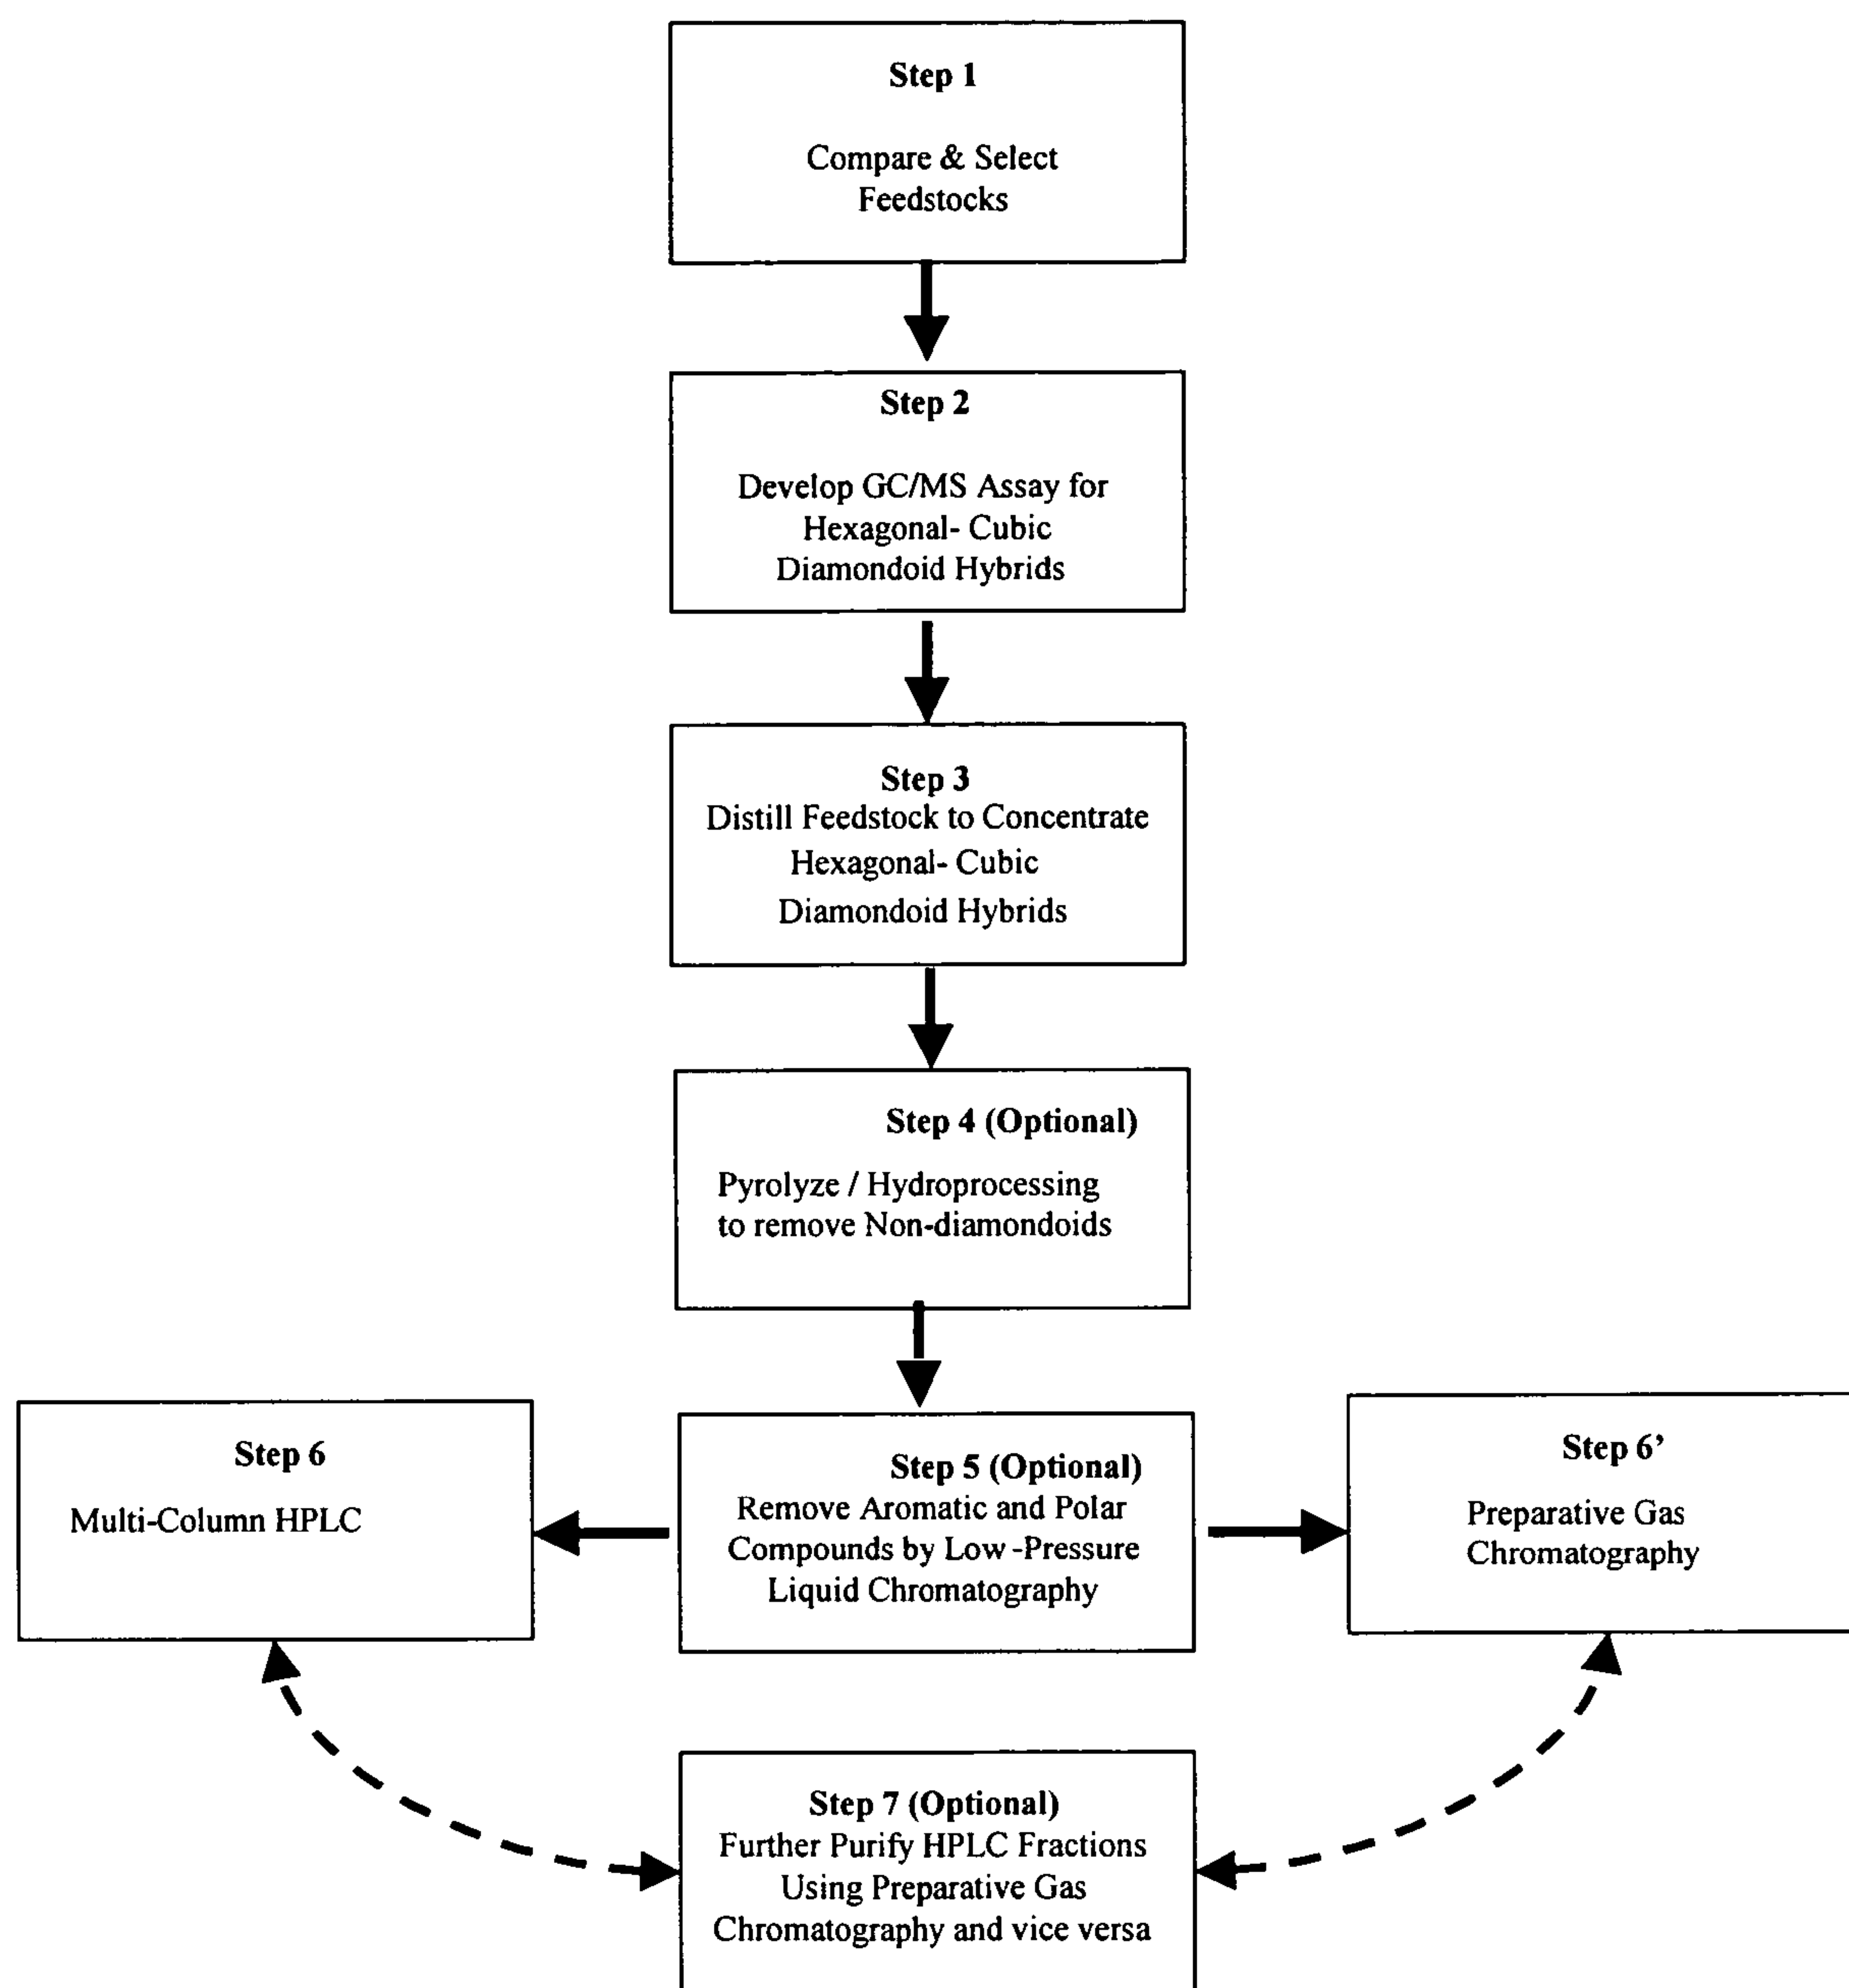 Step 1
Compare & Select
Feedstocks
Step 2
Develop GC/MS Assay for
Hexagonal- Cubic
Diamondoid Hybrids
Step 3
Distill Feedstock to Concentrate
Hexagonal- Cubic
Diamondoid Hybrids
Step 4 (Optional)
Pyrolyze / Hydroprocessing
to remove Non-diamondoids
Step 6
Multi-Column HPLC
Step 5 (Optional)
Remove Aromatic and Polar
Compounds by Low -Pressure
Liquid Chromatography
Step 6’
Preparative Gas
Chromatography
Step 7 (Optional)
Further Purify HPLC Fractions
Using Preparative Gas
Chromatography and vice versa